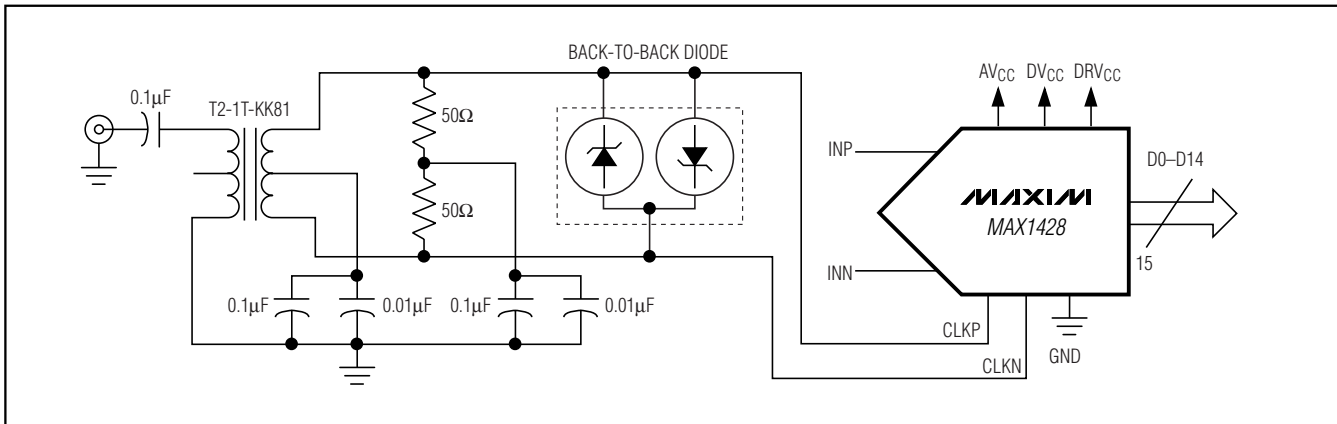 BACK-TO-BACK DIODE
AVCC DVCC DRVCC
0.1µF
T2-1T-KK81
50Ω
50Ω
INP
INN
MAXIM
MAX1428
D0–D14
15
0.1µF
0.01µF
0.1µF
0.01µF
CLKP
CLKN
GND